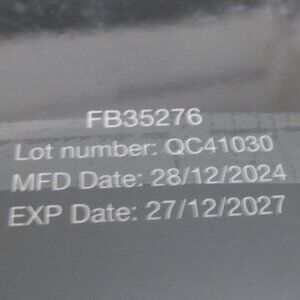 FB35276
Lot number: QC41030
MFD Date: 28/12/2024
EXP Date: 27/12/2027